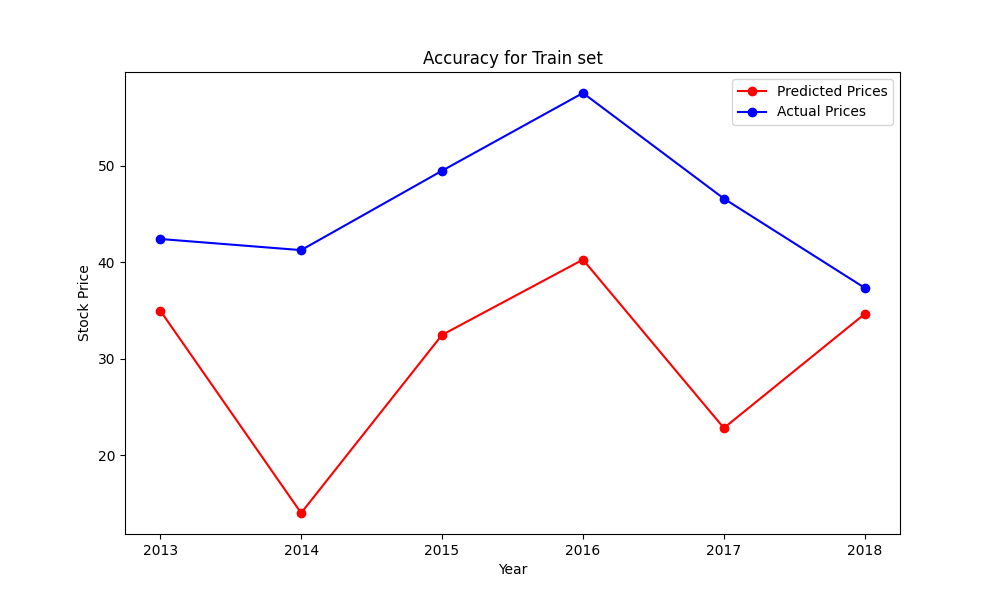 Accuracy for Train set
Predicted Prices
Actual Prices
Stock Price
50
40
30
20
2013 2014 2015 2016 2017 2018
Year